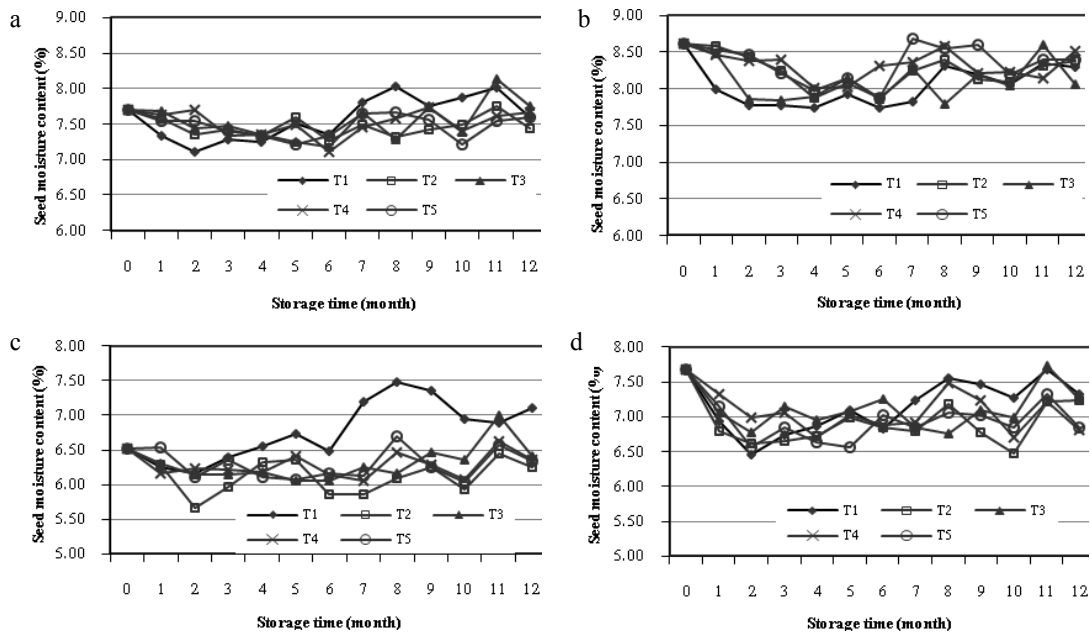 a
9.00
8.50
8.00
7.50
7.00
6.50
6.00
Seed moisture content (%)
T1 T2 T3
T4 T5
0 1 2 3 4 5 6 7 8 9 10 11 12
Storage time (month)
b
9.00
8.50
8.00
7.50
7.00
6.50
6.00
Seed moisture content (%)
T1 T2 T3
T4 T5
0 1 2 3 4 5 6 7 8 9 10 11 12
Storage time (month)
c
8.00
7.50
7.00
6.50
6.00
5.50
5.00
Seed moisture content (%)
T1 T2 T3
T4 T5
0 1 2 3 4 5 6 7 8 9 10 11 12
Storage time (month)
d
8.00
7.50
7.00
6.50
6.00
5.50
5.00
Seed moisture content (%)
T1 T2 T3
T4 T5
0 1 2 3 4 5 6 7 8 9 10 11 12
Storage time (month)